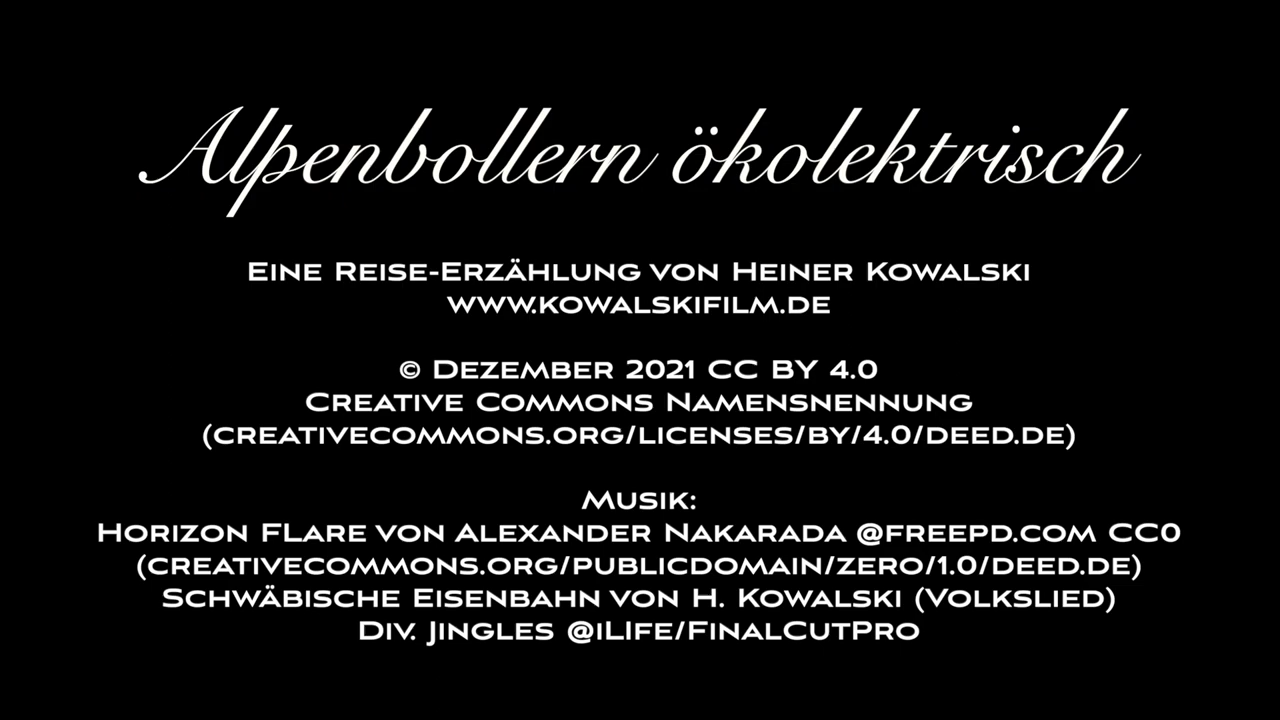 Alpenbollern ökolektrisch
Eine Reise-Erzählung von Heiner Kowalski
www.kowalskifilm.de
© Dezember 2021 CC BY 4.0
Creative Commons Namensnennung
(creativecommons.org/licenses/by/4.0/deed.de)
Musik:
Horizon FLare von Alexander Nakarada @freepd.com CC0
(creativecommons.org/publicdomain/zero/1.0/deed.de)
Schwäbische Eisenbahn von H. Kowalski (Volkslied)
Div. Jingles @iLIfe/FinalCutPro